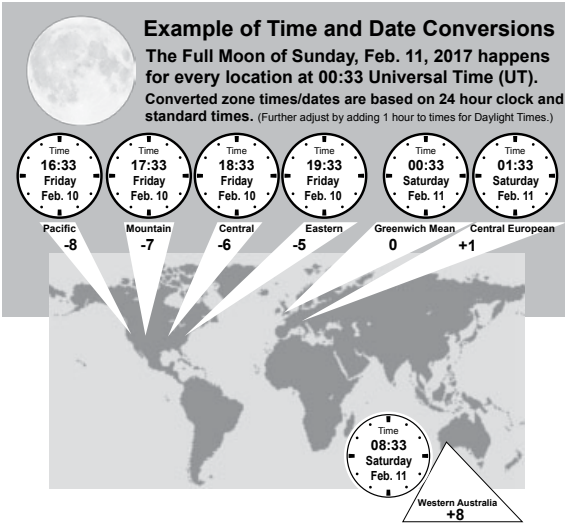 Example of Time and Date Conversions
The Full Moon of Sunday, Feb. 11, 2017 happens
for every location at 00:33 Universal Time (UT).
Converted zone times/dates are based on 24 hour clock and
standard times. (Further adjust by adding 1 hour to times for Daylight Times.)
Time
16:33
Friday
Feb. 10
Time
17:33
Friday
Feb. 10
Time
18:33
Friday
Feb. 10
Time
19:33
Friday
Feb. 10
Time
00:33
Saturday
Feb. 11
Time
01:33
Saturday
Feb. 11
Pacific
-8
Mountain
-7
Central
-6
Eastern
-5
Greenwich Mean
0
Central European
+1
Time
08:33
Saturday
Feb. 11
Western Australia
+8